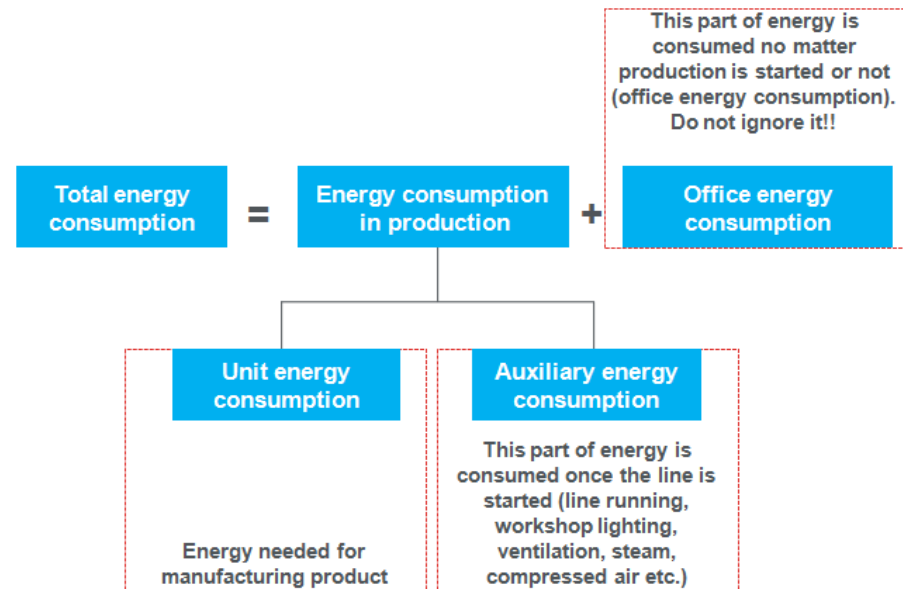 This part of energy is
consumed no matter
production is started or not
(office energy consumption).
Do not ignore it!!
Total energy
consumption
=
Energy consumption
in production
+
Office energy
consumption
Unit energy
consumption
Energy needed for
manufacturing product
Auxiliary energy
consumption
This part of energy is
consumed once the line is
started (line running,
workshop lighting,
ventilation, steam,
compressed air etc.)